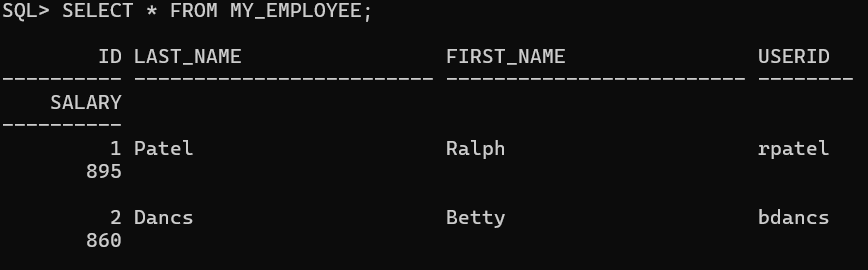 SQL> SELECT * FROM MY_EMPLOYEE;
ID LAST_NAME FIRST_NAME USERID
---------- ------------------------- ------------------------- --------
SALARY
----------
1 Patel Ralph rpatel
895
2 Dancs Betty bdancs
860